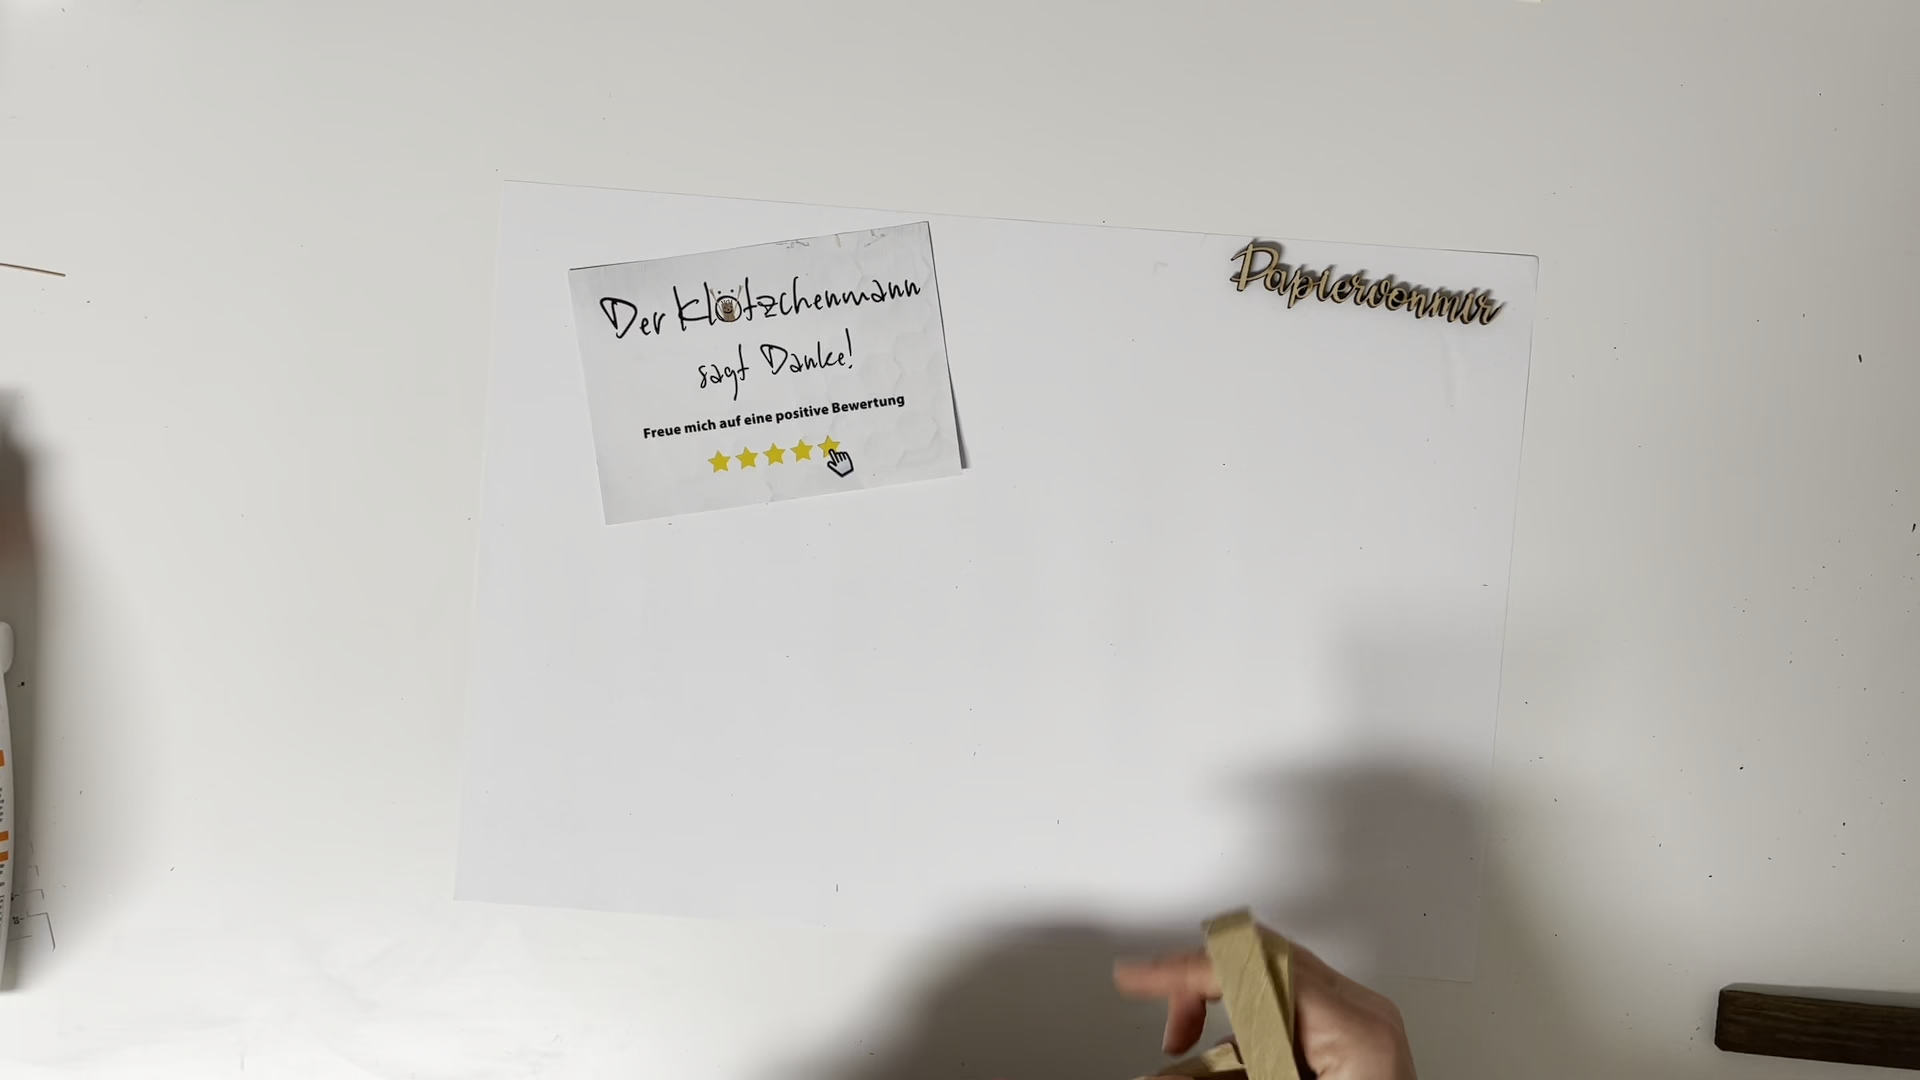 Der Klötzchenmann
sagt Danke!
Freue mich auf eine positive Bewertung
Papiervonmir